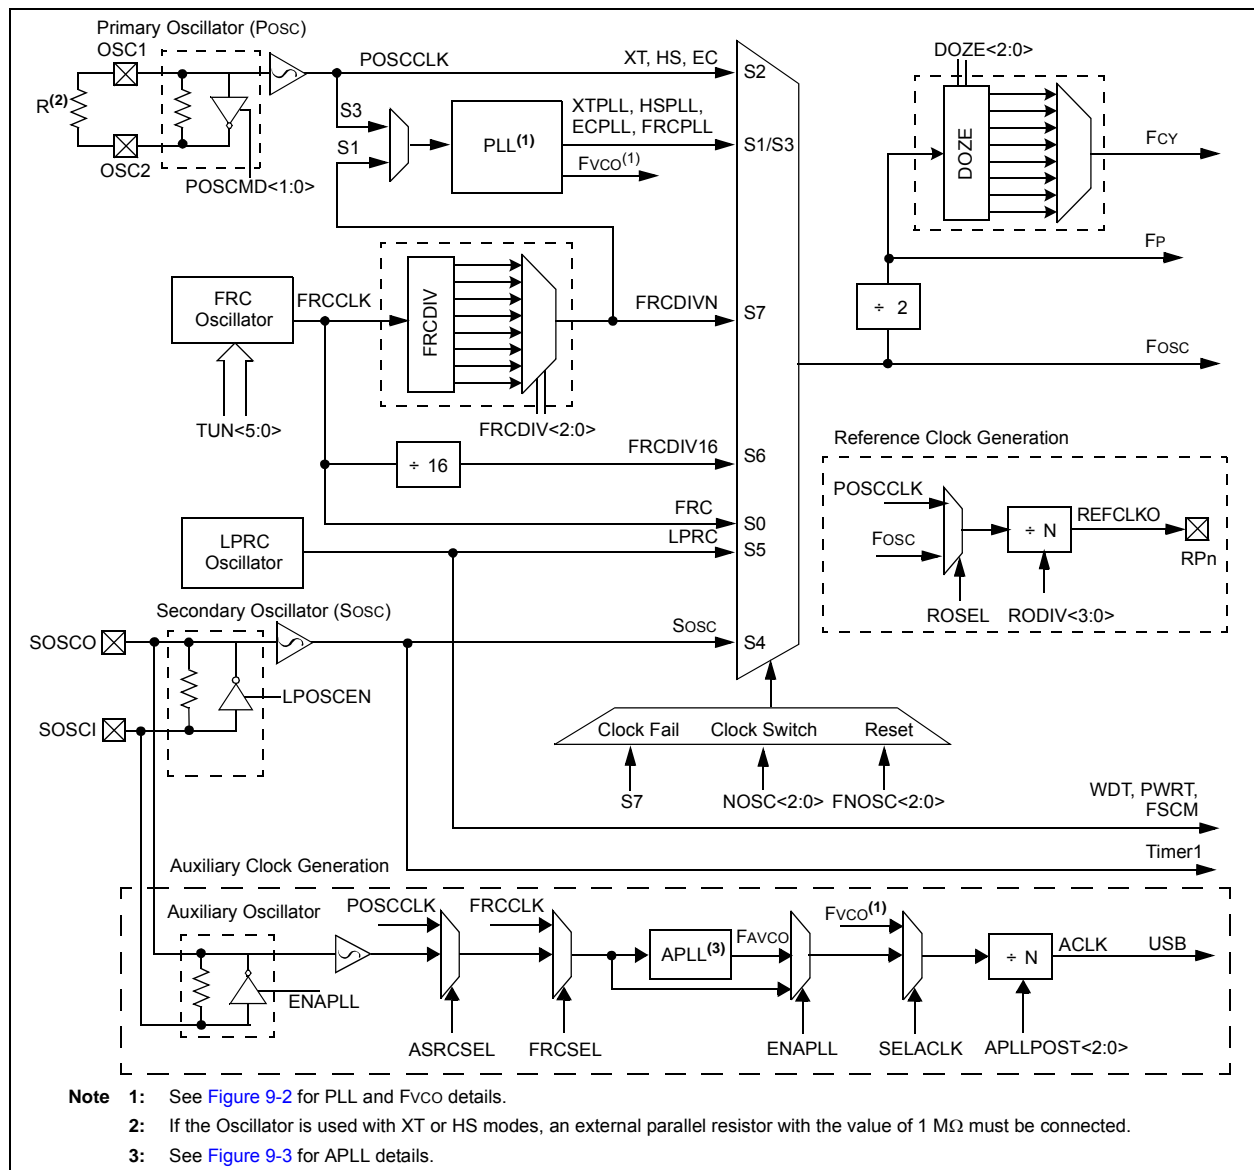 Primary Oscillator (POSC)
OSC1
R(2)
OSC2
POSCMD<1:0>
POSCCLK
XT, HS, EC
S2
S3
S1
PLL(1)
XTPLL, HSPLL,
ECPLL, FRCPLL
S1/S3
FVCO(1)
DOZE<2:0>
DOZE
FCY
FP
÷ 2
FOSC
FRC
Oscillator
TUN<5:0>
FRCCLK
FRCDIV
FRCDIV<2:0>
FRCDIVN
S7
÷ 16
FRCDIV16
S6
FRC
S0
LPRC
Oscillator
LPRC
S5
Reference Clock Generation
POSCCLK
FOSC
÷ N
REFCLKO
RPn
ROSEL
RODIV<3:0>
Secondary Oscillator (SOSC)
SOSCO
SOSCI
LPOSCEN
SOSC
S4
Clock Fail
Clock Switch
Reset
S7
NOSC<2:0>
FNOSC<2:0>
WDT, PWRT,
FSCM
Timer1
Auxiliary Clock Generation
Auxiliary Oscillator
ENAPLL
POSCCLK
FRCCLK
APLL(3)
FAVCO
FVCO(1)
÷ N
ACLK
USB
ASRCSEL
FRCSEL
ENAPLL
SELACLK
APLLPOST<2:0>
Note 1: See Figure 9-2 for PLL and FVCO details.
2: If the Oscillator is used with XT or HS modes, an external parallel resistor with the value of 1 MΩ must be connected.
3: See Figure 9-3 for APLL details.